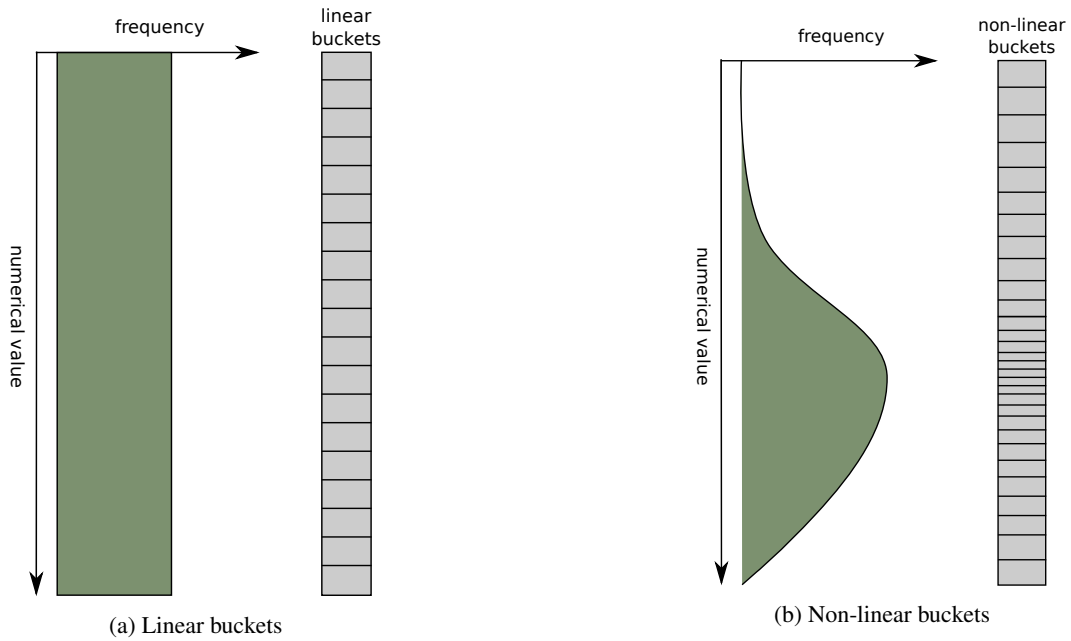 frequency
linear
buckets
numerical value
(a) Linear buckets
frequency
non-linear
buckets
numerical value
(b) Non-linear buckets